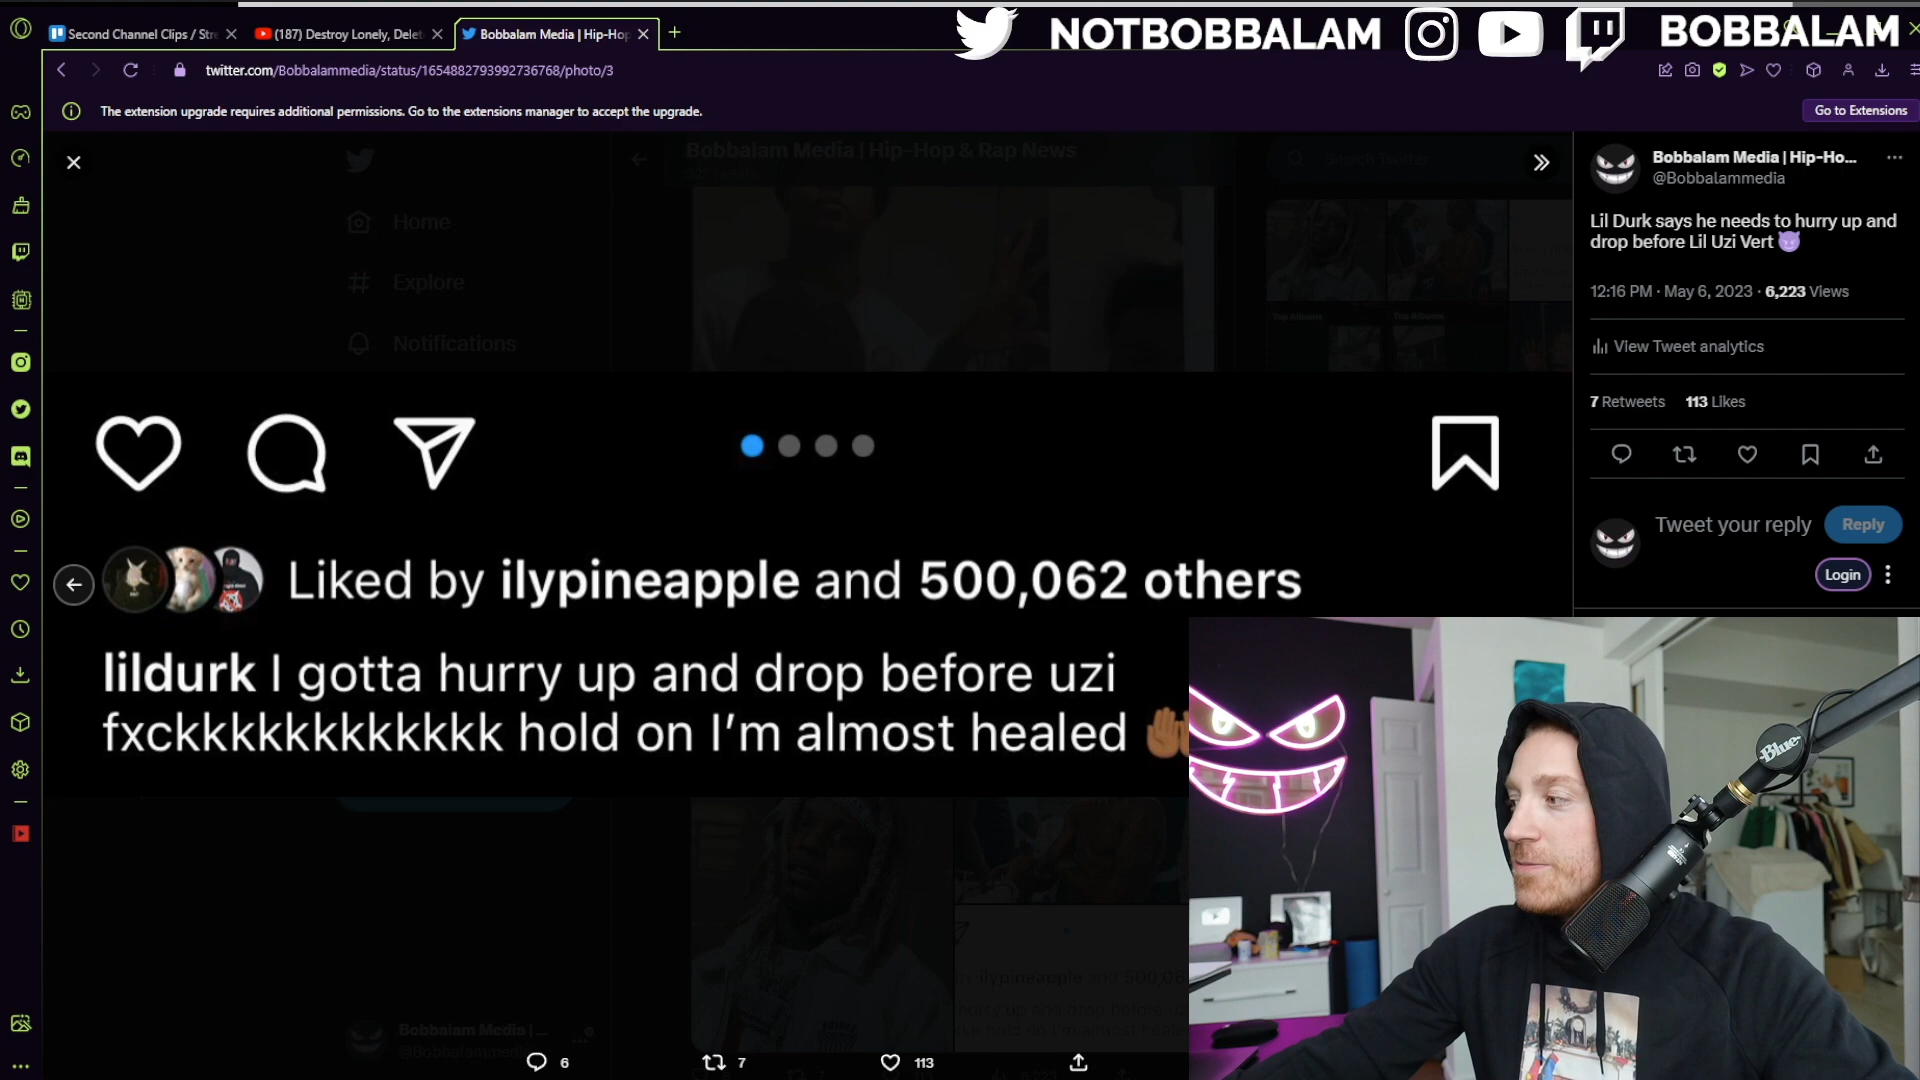 Second Channel Clips / Stre
(187) Destroy Lonely, Delet
Bobbalam Media | Hip-Hop
NOTBOBBALAM
BOBBALAM
twitter.com/Bobbalammedia/status/1654882793992736768/photo/3
The extension upgrade requires additional permissions. Go to the extensions manager to accept the upgrade.
Go to Extensions
Bobbalam Media | Hip-Hop & Rap News
Search Twitter
Home
Explore
Notifications
Top Albums
Top Albums
Bobbalam Media | Hip-Ho...
@Bobbalammedia
Lil Durk says he needs to hurry up and
drop before Lil Uzi Vert 😈
12:16 PM · May 6, 2023 · 6,223 Views
View Tweet analytics
7 Retweets 113 Likes
Tweet your reply
Reply
Login
Liked by ilypineapple and 500,062 others
lildurk I gotta hurry up and drop before uzi
fxckkkkkkkkkkkk hold on I’m almost healed 🤚🏾
Blue
Bobbalam Media | ...
@Bobbalammedia
6
7
113